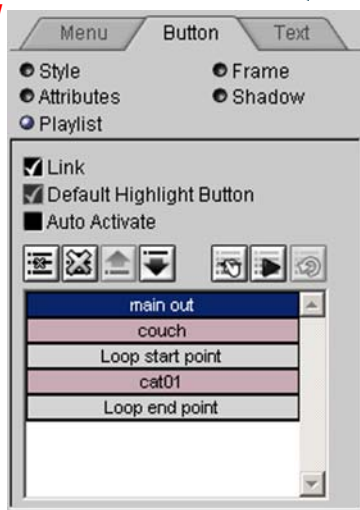 Menu Button Text
Style Frame
Attributes Shadow
Playlist
Link
Default Highlight Button
Auto Activate
main out
couch
Loop start point
cat01
Loop end point